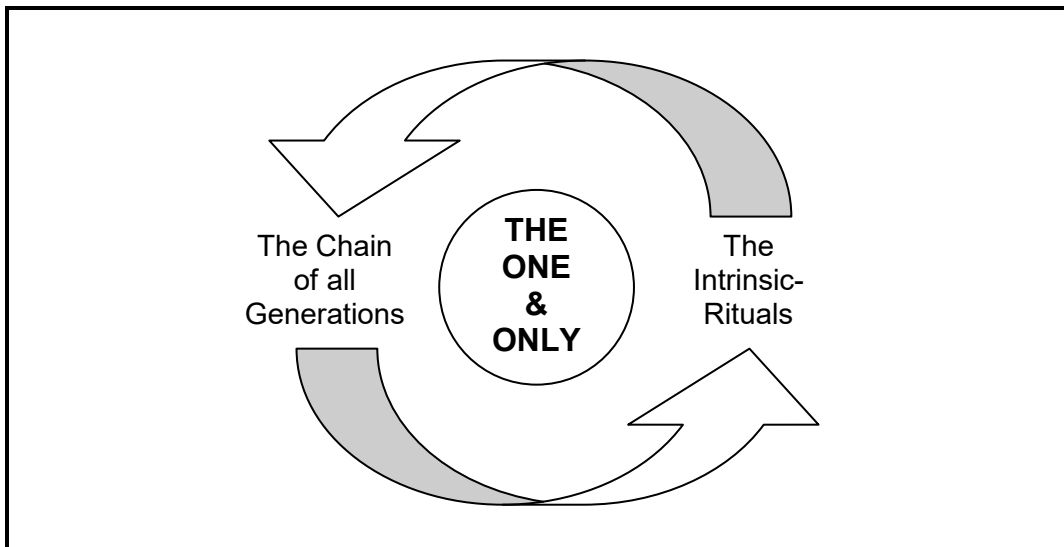 The Chain
of all
Generations
THE
ONE
&
ONLY
The
Intrinsic-
Rituals